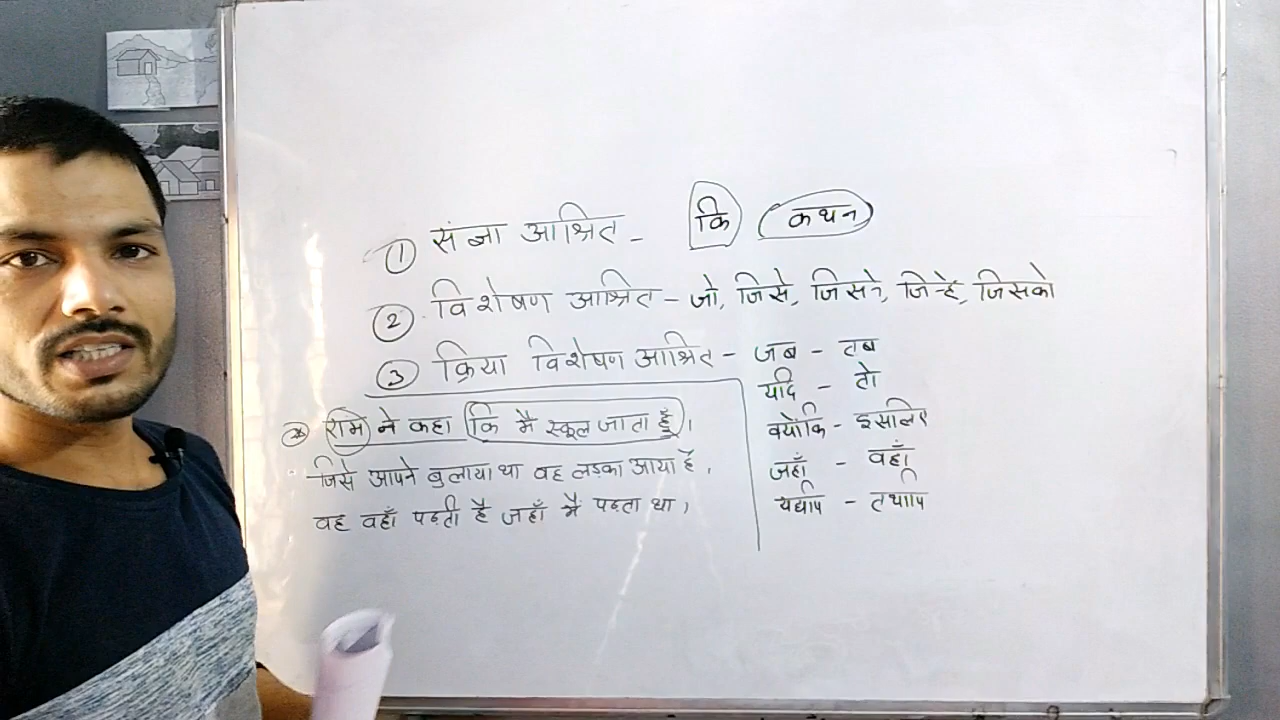 ① संज्ञा आश्रित - कि कथन
② विशेषण आश्रित - जो, जिसे, जिसने, जिन्हें, जिसको
③ क्रिया विशेषण आश्रित - जब - तब
यदि - तो
क्योंकि - इसलिए
जहाँ - वहाँ
यद्यपि - तथापि
राम ने कहा कि मैं स्कूल जाता हूँ।
जिसे आपने बुलाया था वह लड़का आया है।
वह वहाँ पढ़ती है जहाँ मैं पढ़ता था।